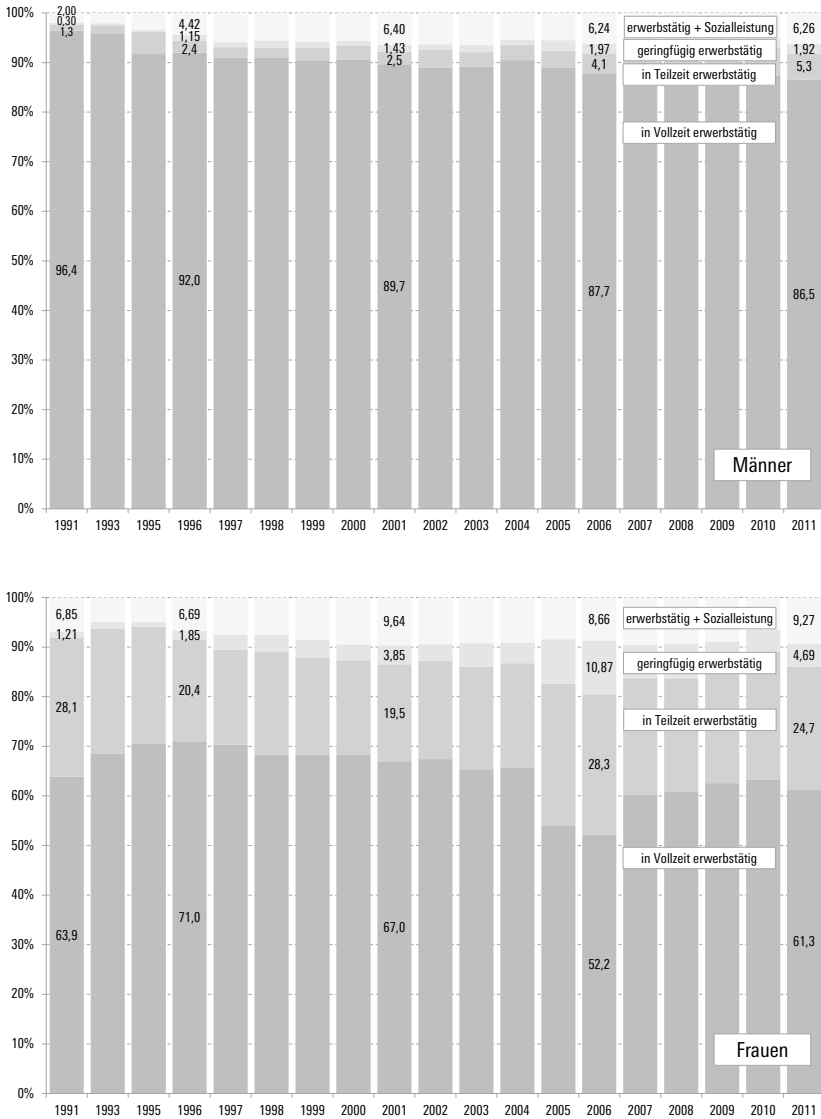 100% 2,00 4,42 6,40 6,24 erwerbstätig + Sozialleistung 6,26
0,30 1,15 1,43 1,97 geringfügig erwerbstätig 1,92
90% 1,3 2,4 2,5 4,1 in Teilzeit erwerbstätig 5,3
80%
in Vollzeit erwerbstätig
70%
60%
50%
96,4 92,0 89,7 87,7 86,5
40%
30%
20%
10%
Männer
0%
1991 1993 1995 1996 1997 1998 1999 2000 2001 2002 2003 2004 2005 2006 2007 2008 2009 2010 2011
100%
6,85 6,69 9,64 8,66 erwerbstätig + Sozialleistung 9,27
1,21 1,85
90%
3,85 10,87 geringfügig erwerbstätig 4,69
28,1 20,4 19,5 in Teilzeit erwerbstätig 24,7
80%
70%
28,3
60%
50%
in Vollzeit erwerbstätig
40%
63,9 71,0 67,0 52,2 61,3
30%
20%
10%
Frauen
0%
1991 1993 1995 1996 1997 1998 1999 2000 2001 2002 2003 2004 2005 2006 2007 2008 2009 2010 2011